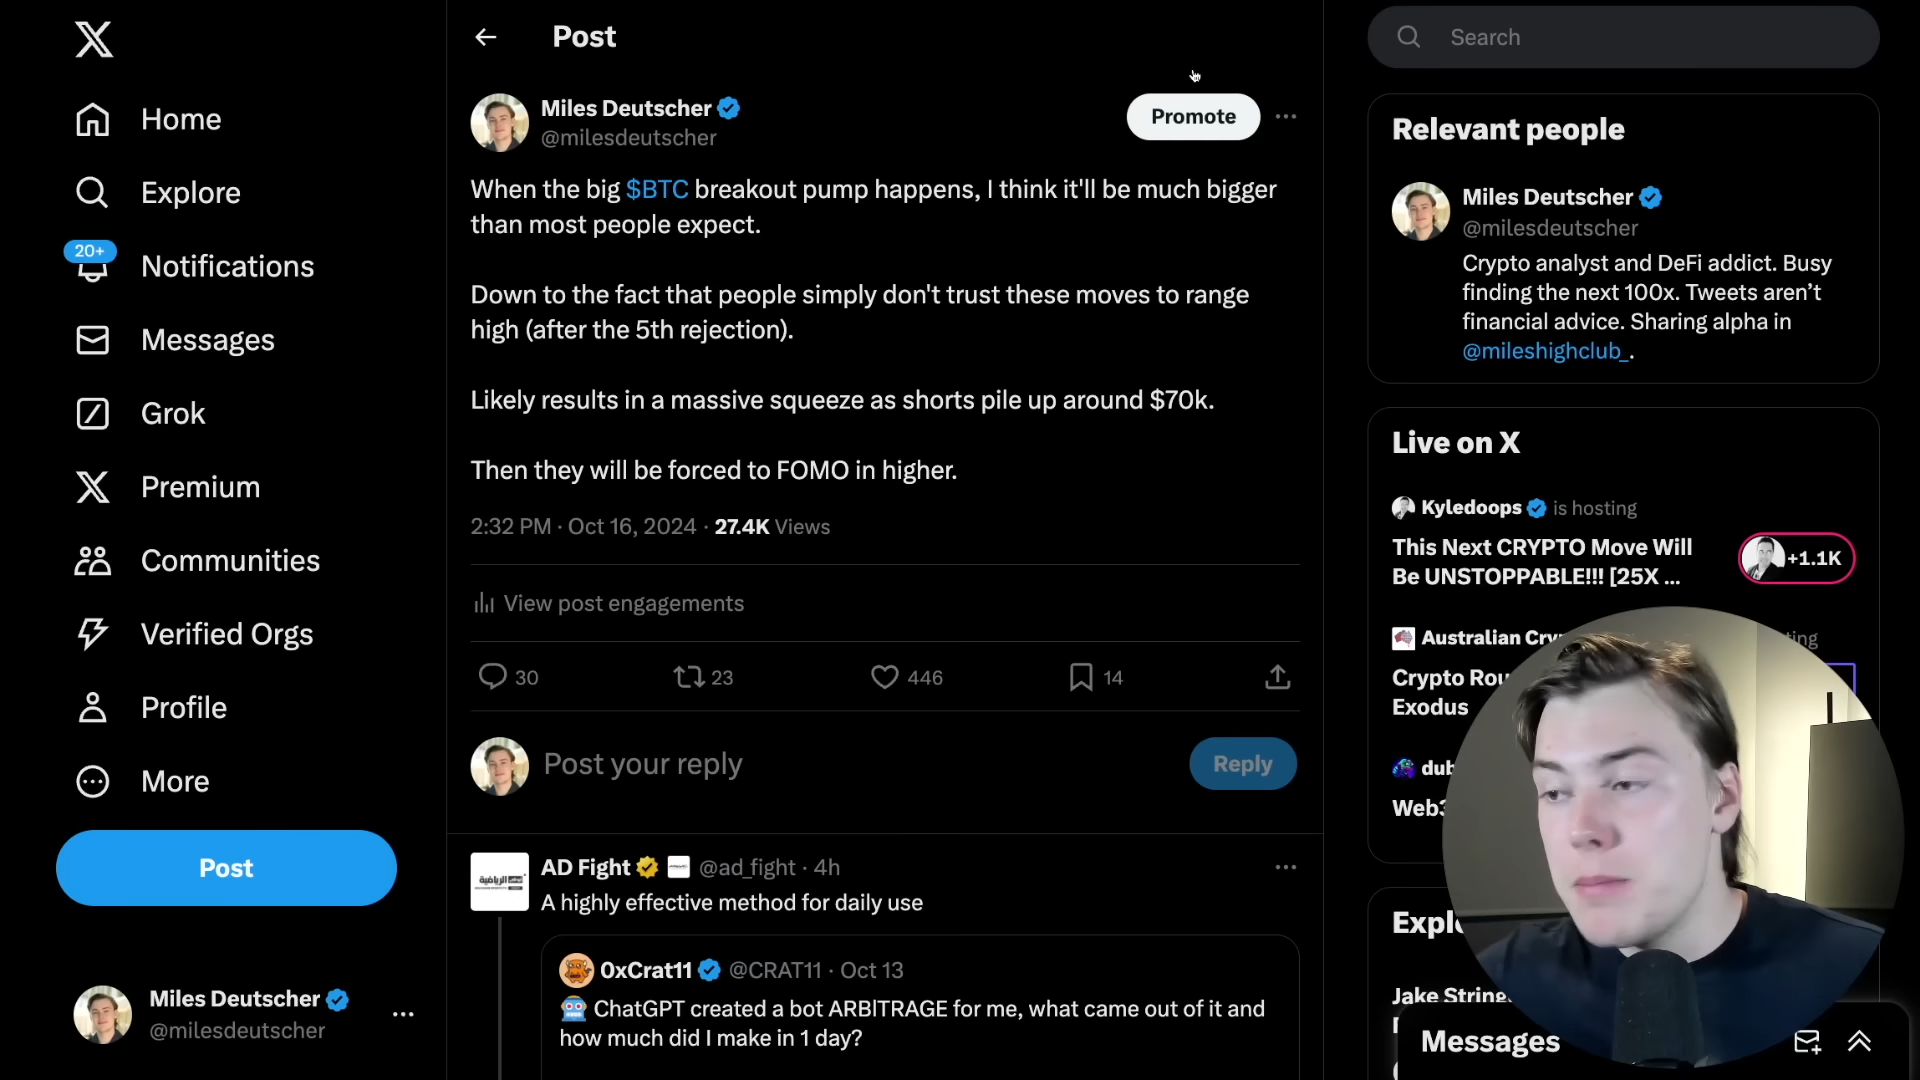 Home
Explore
20+
Notifications
Messages
Grok
Premium
Communities
Verified Orgs
Profile
More
Post
Miles Deutscher
@milesdeutscher
Post
Miles Deutscher
@milesdeutscher
Promote
When the big $BTC breakout pump happens, I think it'll be much bigger
than most people expect.
Down to the fact that people simply don't trust these moves to range
high (after the 5th rejection).
Likely results in a massive squeeze as shorts pile up around $70k.
Then they will be forced to FOMO in higher.
2:32 PM · Oct 16, 2024 · 27.4K Views
View post engagements
30 23 446 14
Post your reply
Reply
AD Fight @ad_fight · 4h
A highly effective method for daily use
0xCrat11 @CRAT11 · Oct 13
ChatGPT created a bot ARBITRAGE for me, what came out of it and
how much did I make in 1 day?
Search
Relevant people
Miles Deutscher
@milesdeutscher
Crypto analyst and DeFi addict. Busy
finding the next 100x. Tweets aren’t
financial advice. Sharing alpha in
@mileshighclub_.
Live on X
Kyledoops is hosting
This Next CRYPTO Move Will
Be UNSTOPPABLE!!! [25X ...
+1.1K
Australian
Crypto
Exodus
Messages